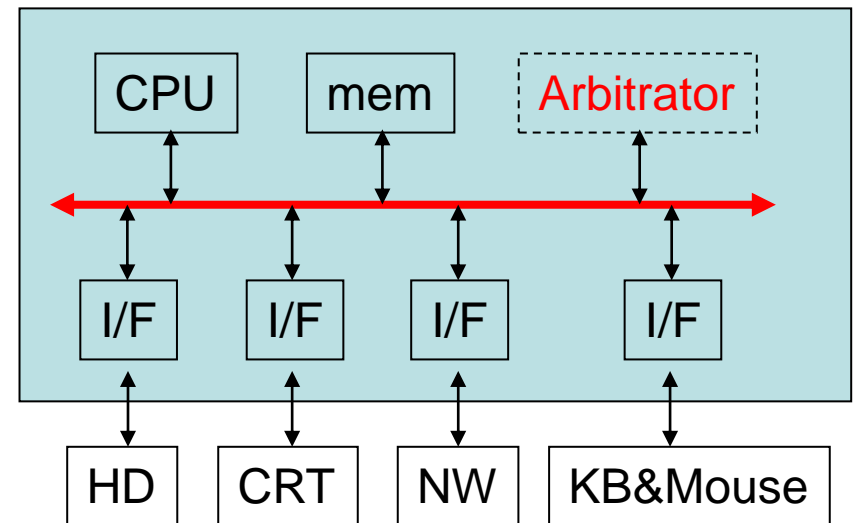 CPU mem Arbitrator
I/F I/F I/F I/F
HD CRT NW KB&Mouse